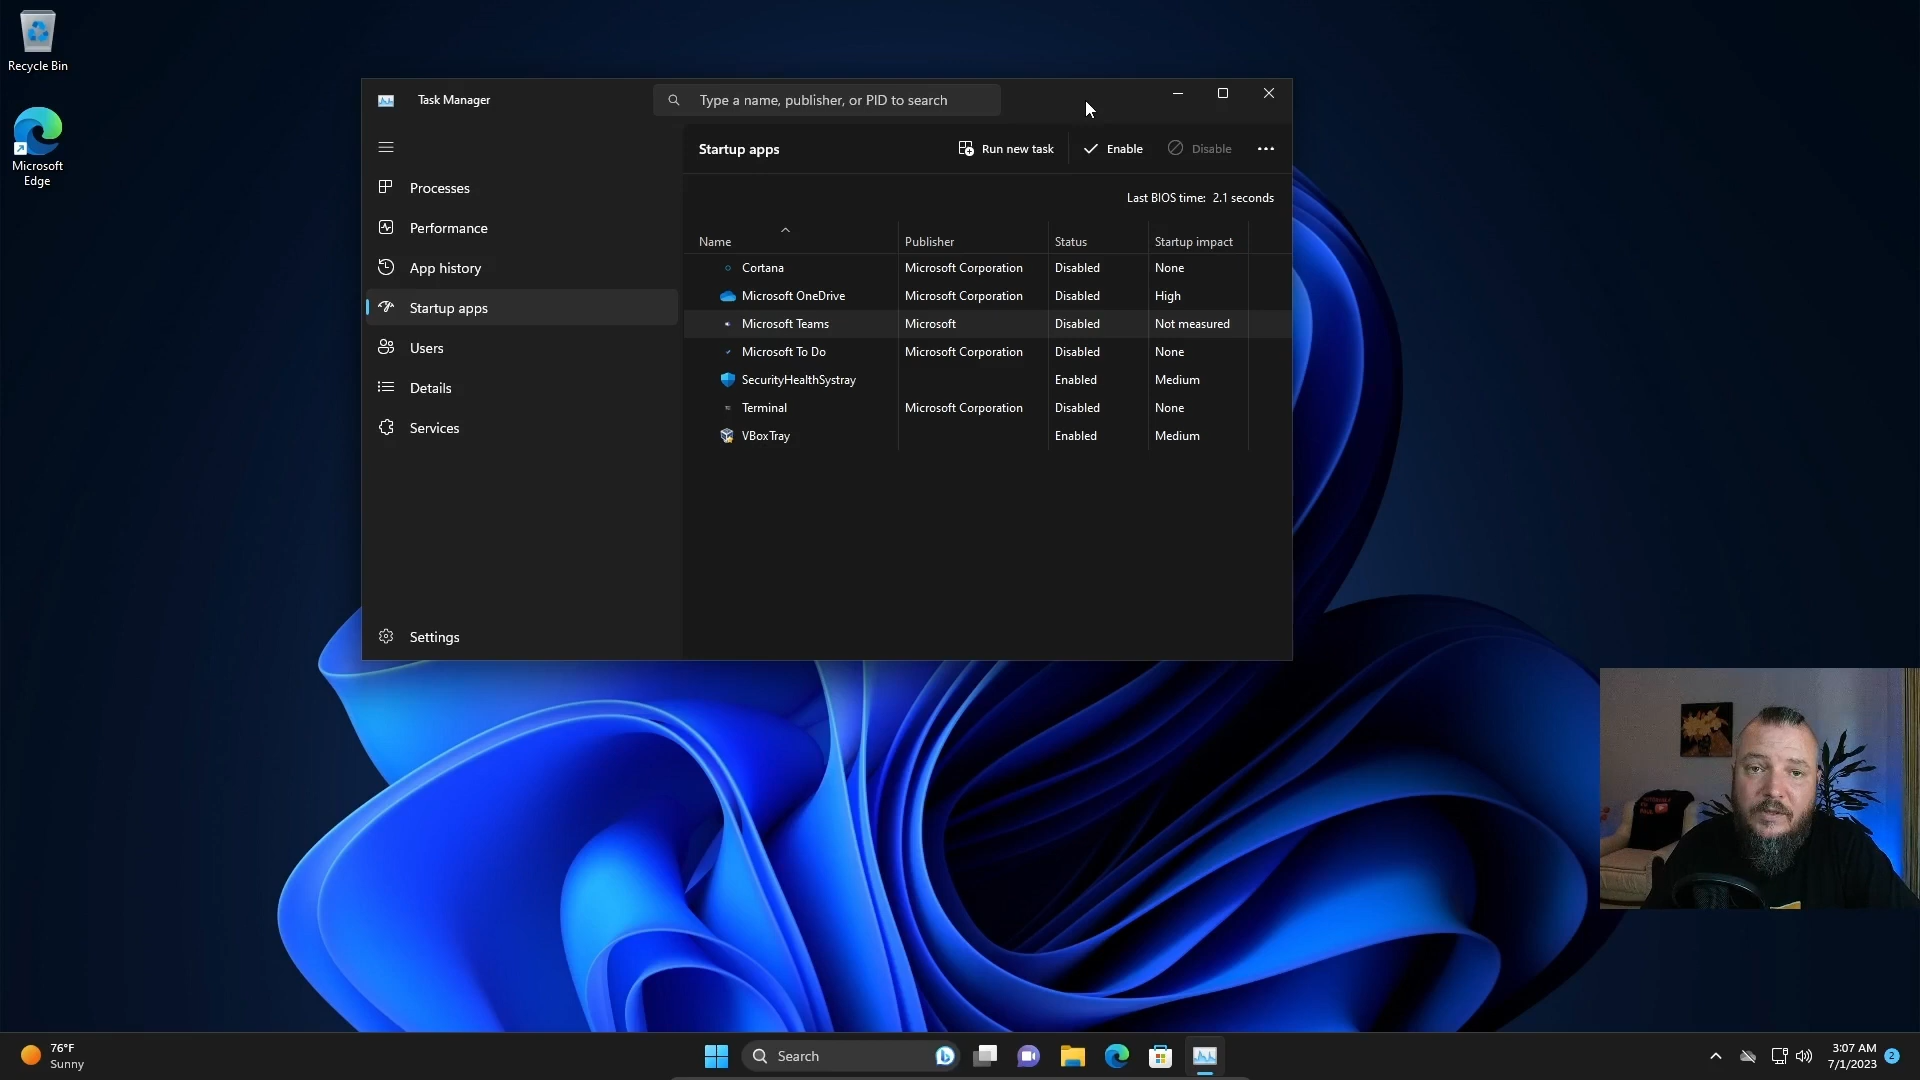 Recycle Bin
Microsoft
Edge
Task Manager
Type a name, publisher, or PID to search
Startup apps
Run new task
Enable
Disable
Last BIOS time: 2.1 seconds
Processes
Performance
App history
Startup apps
Users
Details
Services
Settings
Name Publisher Status Startup impact
Cortana Microsoft Corporation Disabled None
Microsoft OneDrive Microsoft Corporation Disabled High
Microsoft Teams Microsoft Disabled Not measured
Microsoft To Do Microsoft Corporation Disabled None
SecurityHealthSystray Enabled Medium
Terminal Microsoft Corporation Disabled None
VBoxTray Enabled Medium
76°F
Sunny
Search
3:07 AM
7/1/2023
2